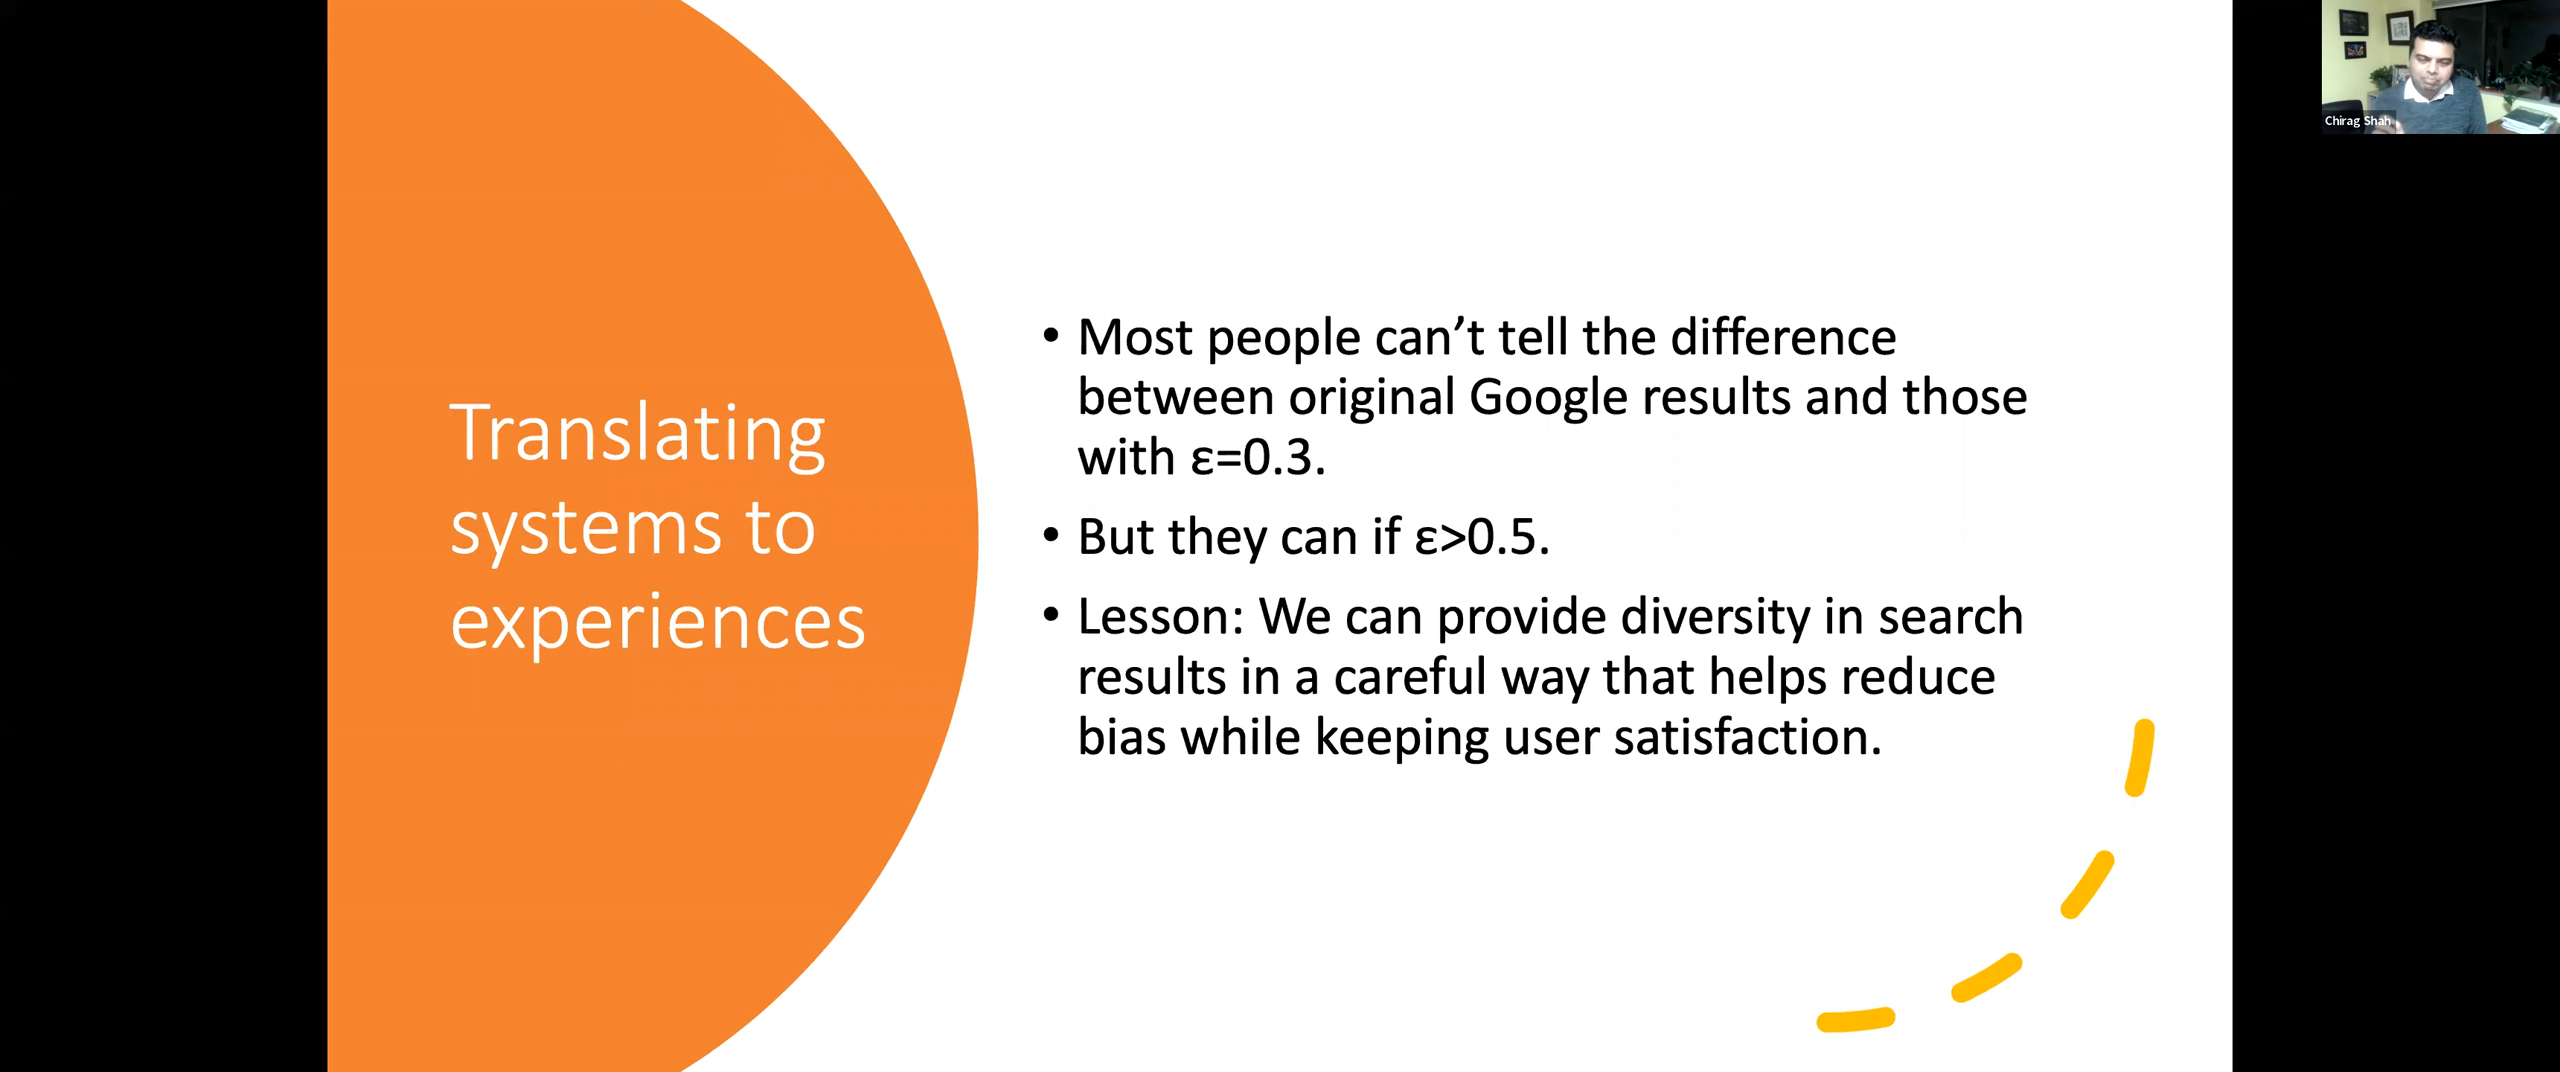 Translating
systems to
experiences
• Most people can’t tell the difference
between original Google results and those
with ε=0.3.
• But they can if ε>0.5.
• Lesson: We can provide diversity in search
results in a careful way that helps reduce
bias while keeping user satisfaction.
Chirag Shah